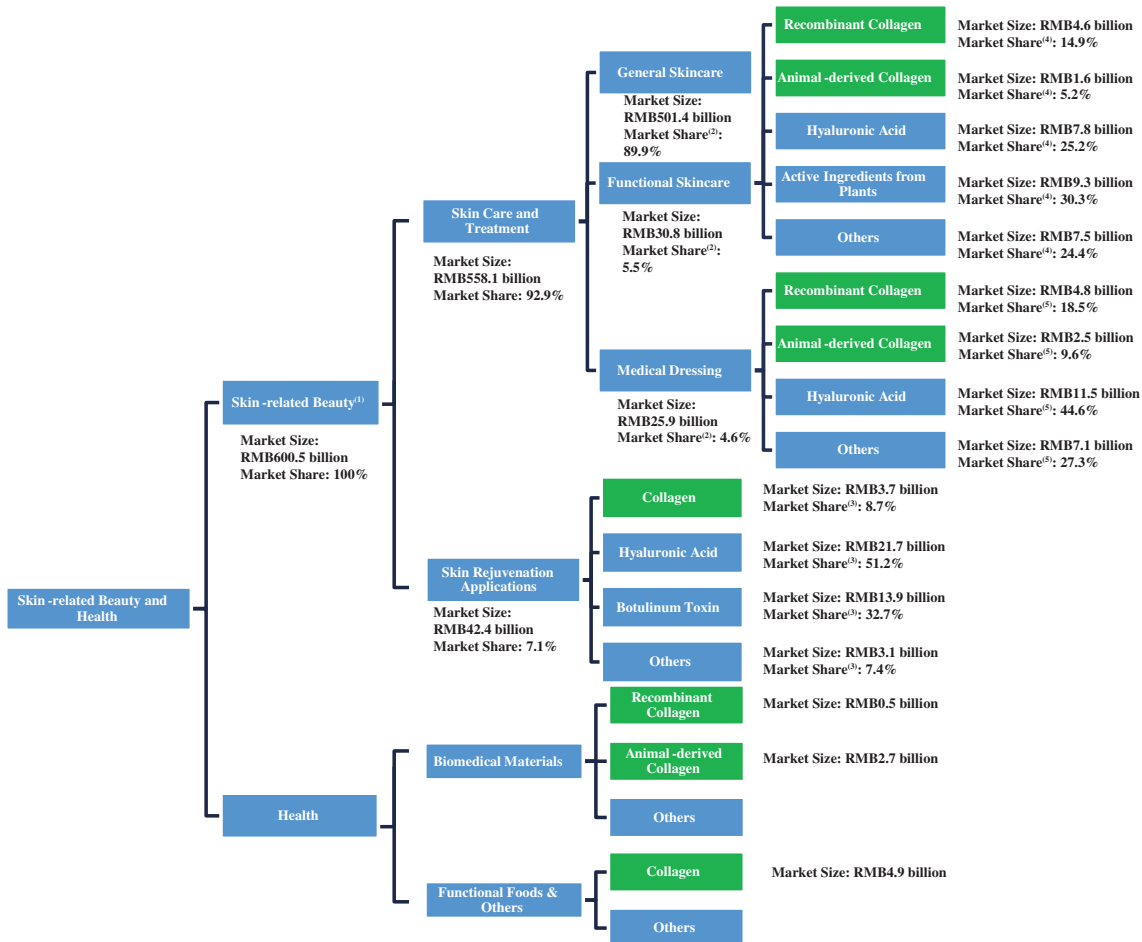 Skin -related Beauty and
Health
Skin -related Beauty(1)
Market Size:
RMB600.5 billion
Market Share: 100%
Skin Care and
Treatment
Market Size:
RMB558.1 billion
Market Share: 92.9%
General Skincare
Market Size:
RMB501.4 billion
Market Share(2):
89.9%
Functional Skincare
Market Size:
RMB30.8 billion
Market Share(2):
5.5%
Recombinant Collagen
Market Size: RMB4.6 billion
Market Share(4): 14.9%
Animal -derived Collagen
Market Size: RMB1.6 billion
Market Share(4): 5.2%
Hyaluronic Acid
Market Size: RMB7.8 billion
Market Share(4): 25.2%
Active Ingredients from
Plants
Market Size: RMB9.3 billion
Market Share(4): 30.3%
Others
Market Size: RMB7.5 billion
Market Share(4): 24.4%
Medical Dressing
Market Size:
RMB25.9 billion
Market Share(2): 4.6%
Recombinant Collagen
Market Size: RMB4.8 billion
Market Share(5): 18.5%
Animal -derived Collagen
Market Size: RMB2.5 billion
Market Share(5): 9.6%
Hyaluronic Acid
Market Size: RMB11.5 billion
Market Share(5): 44.6%
Others
Market Size: RMB7.1 billion
Market Share(5): 27.3%
Skin Rejuvenation
Applications
Market Size:
RMB42.4 billion
Market Share: 7.1%
Collagen
Market Size: RMB3.7 billion
Market Share(3): 8.7%
Hyaluronic Acid
Market Size: RMB21.7 billion
Market Share(3): 51.2%
Botulinum Toxin
Market Size: RMB13.9 billion
Market Share(3): 32.7%
Others
Market Size: RMB3.1 billion
Market Share(3): 7.4%
Health
Biomedical Materials
Recombinant
Collagen
Market Size: RMB0.5 billion
Animal -derived
Collagen
Market Size: RMB2.7 billion
Others
Functional Foods &
Others
Collagen
Market Size: RMB4.9 billion
Others